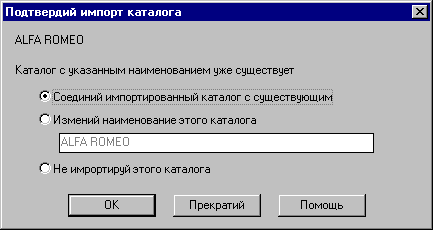 Подтвердий импорт каталога
ALFA ROMEO
Каталог с указанным наименованием уже существует
Соединий импортированный каталог с существующим
Измений наименование этого каталога
ALFA ROMEO
Не имрортируй этого каталога
OK Прекратий Помощь